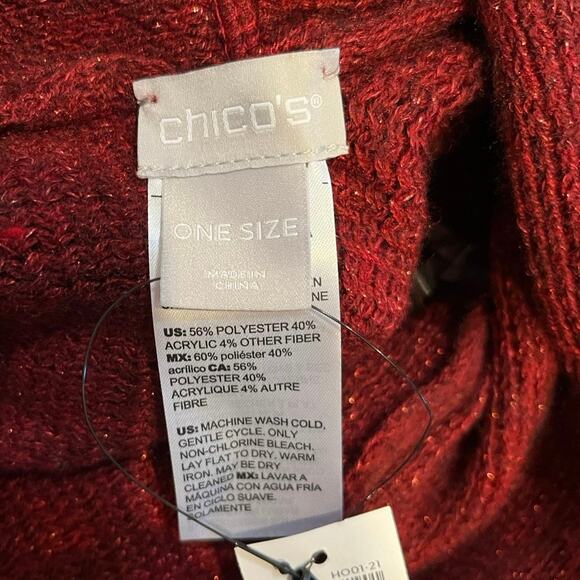 chico's®
ONE SIZE
MADE IN
CHINA
EN
NE
US: 56% POLYESTER 40%
ACRYLIC 4% OTHER FIBER
MX: 60% poliéster 40%
acrílico CA: 56%
POLYESTER 40%
ACRYLIQUE 4% AUTRE
FIBRE
US: MACHINE WASH COLD,
GENTLE CYCLE. ONLY
NON-CHLORINE BLEACH.
LAY FLAT TO DRY. WARM
IRON. MAY BE DRY
CLEANED MX: LAVAR A
MÁQUINA CON AGUA FRÍA
EN CICLO SUAVE.
SOLAMENTE
HO01-21